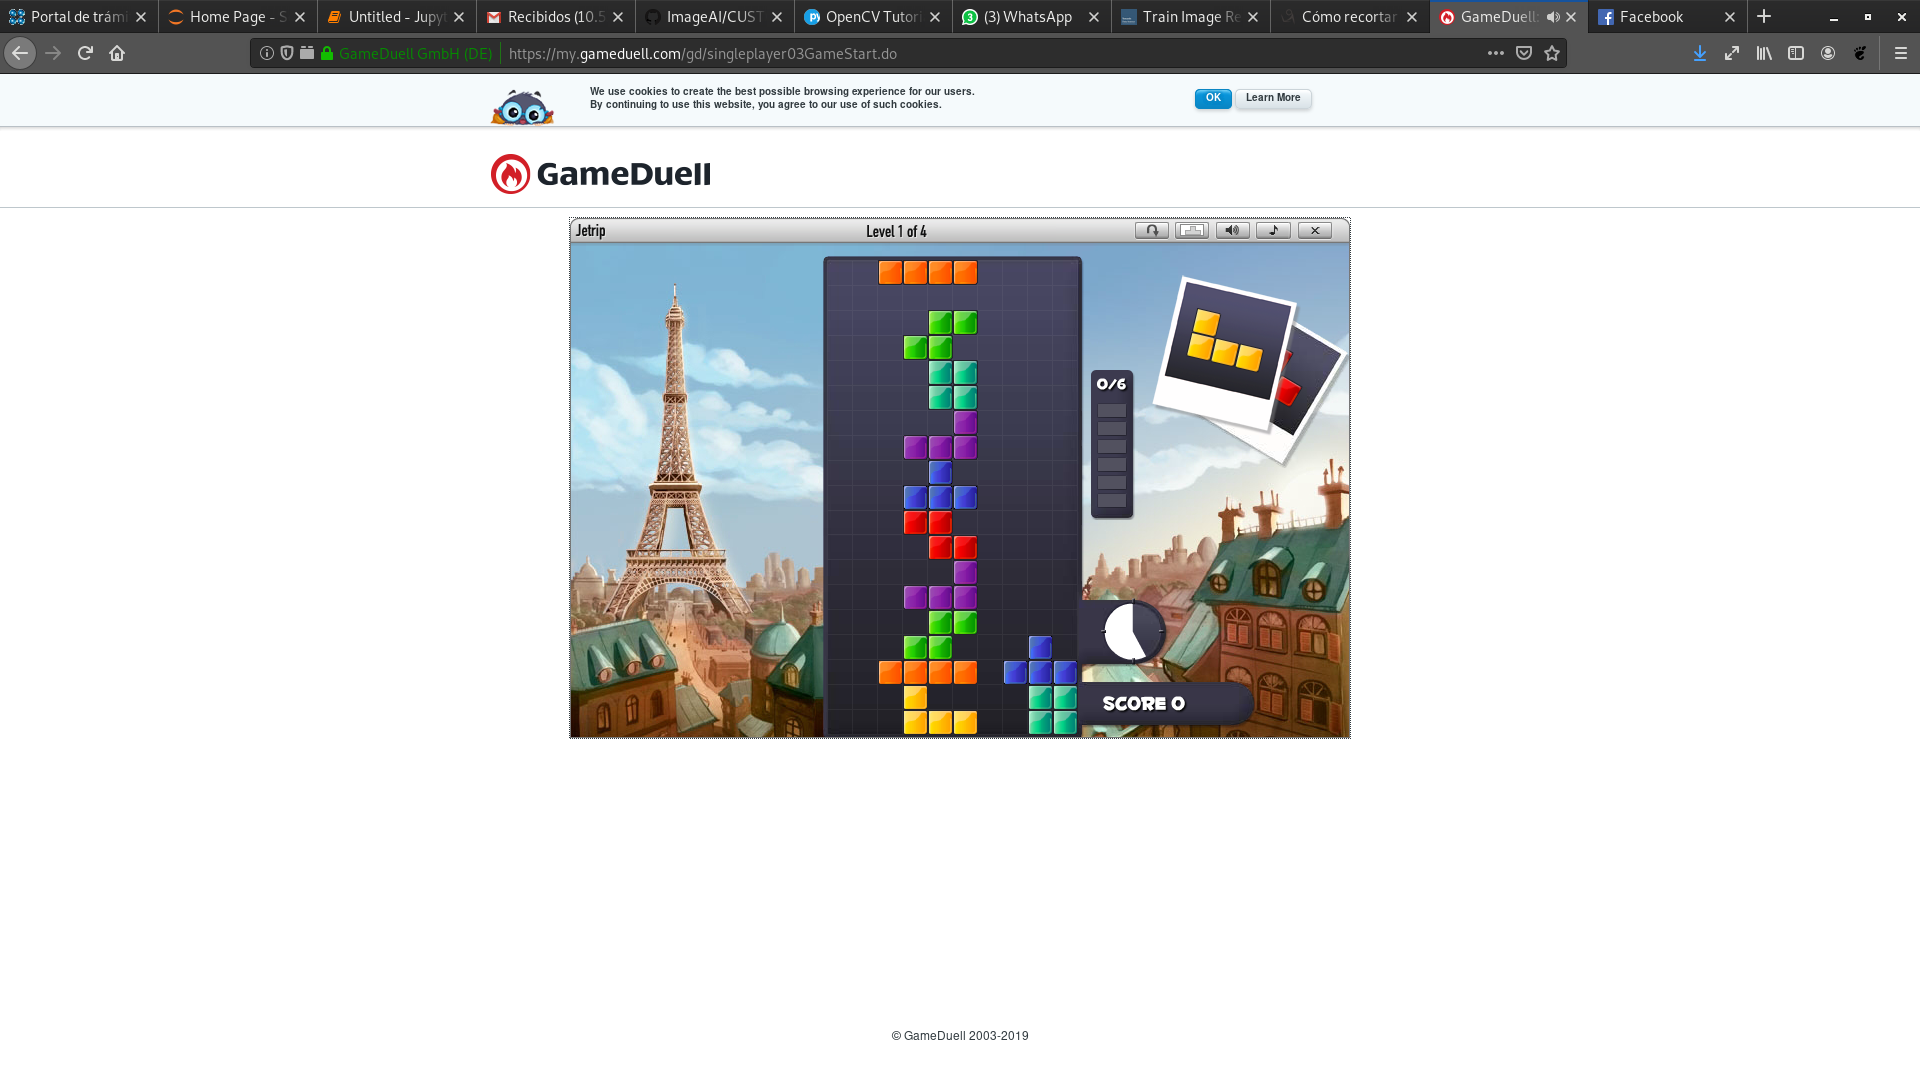 Portal de trámi
Home Page - S
Untitled - Jupyt
Recibidos (10.5
ImageAI/CUST
OpenCV Tutori
(3) WhatsApp
Train Image Re
Cómo recortar
GameDuell:
Facebook
GameDuell GmbH (DE)
https://my.gameduell.com/gd/singleplayer03GameStart.do
We use cookies to create the best possible browsing experience for our users.
By continuing to use this website, you agree to our use of such cookies.
OK
Learn More
GameDuell
Jetrip
Level 1 of 4
0/6
SCORE 0
© GameDuell 2003-2019